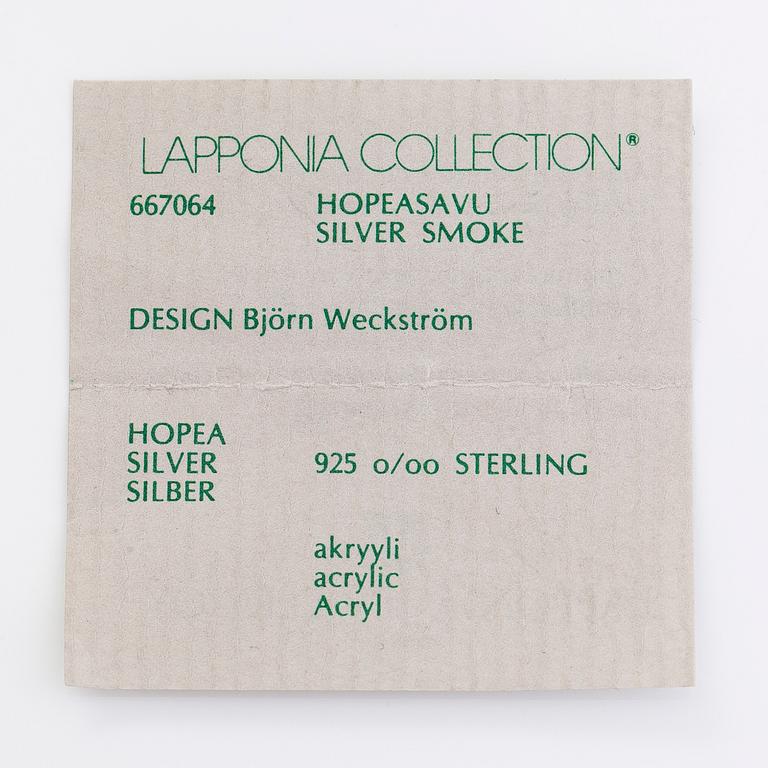 LAPPONIA COLLECTION®
667064 HOPEASAVU
SILVER SMOKE
DESIGN Björn Weckström
HOPEA
SILVER 925 o/oo STERLING
SILBER
akryyli
acrylic
Acryl